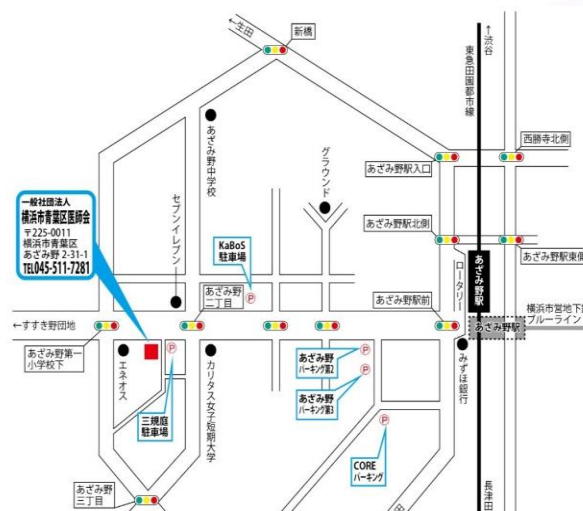 ←生田
新橋
↑渋谷
東急田園都市線
西勝寺北側
あざみ野駅入口
あざみ野中学校
グラウンド
一般社団法人
横浜市青葉区医師会
〒225-0011
横浜市青葉区
あざみ野 2-31-1
TEL045-511-7281
セブンイレブン
KaBoS
駐車場
P
あざみ野駅北側
あざみ野駅東側
ロータリー
あざみ野駅
あざみ野
二丁目
あざみ野駅前
横浜市営地下鉄
ブルーライン
あざみ野駅
←すすき野団地
あざみ野第一
小学校下
エネオス
P
三規庭
駐車場
カリタス女子短期大学
あざみ野
パーキング第2
P
あざみ野
パーキング第3
P
みずほ銀行
CORE
パーキング
P
あざみ野
三丁目
長津田